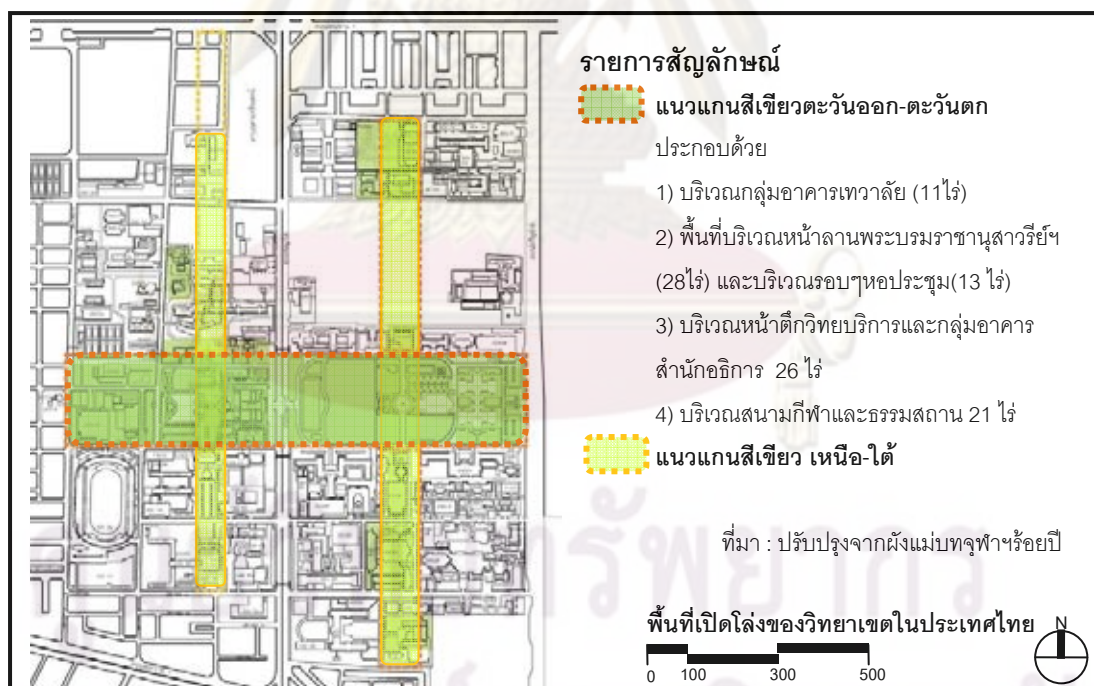 รายการสัญลักษณ์
แนวแกนสีเขียวตะวันออก-ตะวันตก
ประกอบด้วย
1) บริเวณกลุ่มอาคารเทวาลัย (11ไร่)
2) พื้นที่บริเวณหน้าลานพระบรมราชานุสาวรีย์ฯ
(28ไร่) และบริเวณรอบๆหอประชุม(13 ไร่)
3) บริเวณหน้าตึกวิทยบริการและกลุ่มอาคาร
สำนักอธิการ 26 ไร่
4) บริเวณสนามกีฬาและธรรมสถาน 21 ไร่
แนวแกนสีเขียว เหนือ-ใต้
ที่มา : ปรับปรุงจากผังแม่บทจุฬาฯร้อยปี
พื้นที่เปิดโล่งของวิทยาเขตในประเทศไทย
N
0 100 300 500
รัพยากร